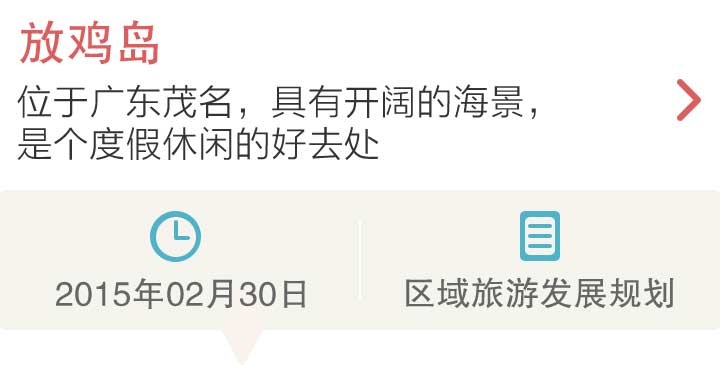 放鸡岛
位于广东茂名，具有开阔的海景，
是个度假休闲的好去处
2015年02月30日
区域旅游发展规划